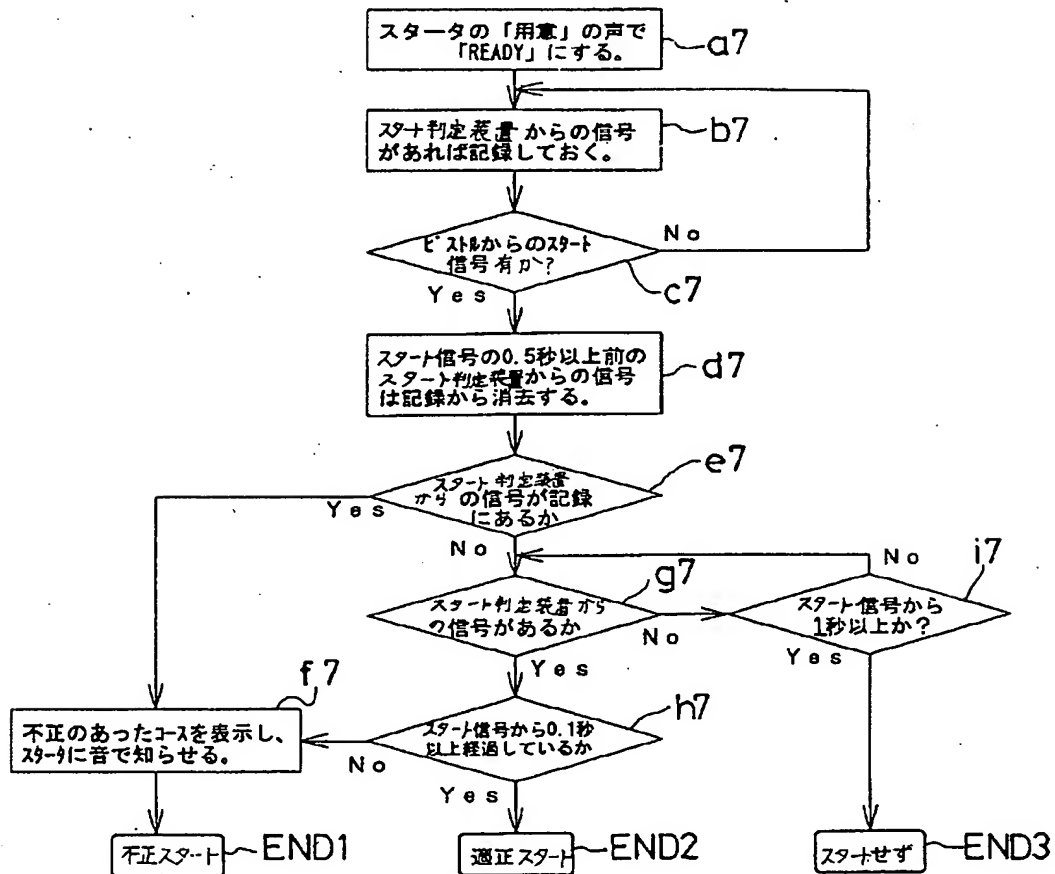 スタータの「用意」の声で
「READY」にする。
a7
スタート判定装置からの信号
があれば記録しておく。
b7
ピストルからのスタート
信号有か?
No
Yes
c7
スタート信号の0.5秒以上前の
スタート判定装置からの信号
は記録から消去する。
d7
スタート判定装置
からの信号が記録
にあるか
e7
Yes
No
スタート判定装置から
の信号があるか
g7
No
Yes
スタート信号から
1秒以上か?
i7
No
Yes
不正のあったコースを表示し、
スタータに音で知らせる。
f7
スタート信号から0.1秒
以上経過しているか
h7
No
Yes
不正スタート
END1
適正スタート
END2
スタートせず
END3